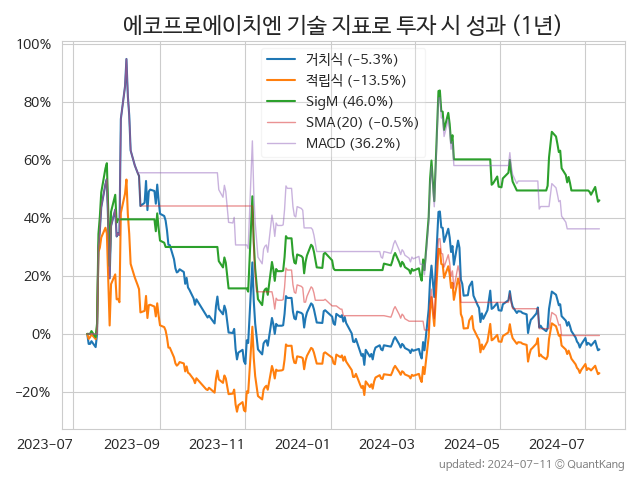 에코프로에이치엔 기술 지표로 투자 시 성과 (1년)
거치식 (−5.3%)
적립식 (−13.5%)
SigM (46.0%)
SMA(20) (−0.5%)
MACD (36.2%)
100%
80%
60%
40%
20%
0%
−20%
2023-07 2023-09 2023-11 2024-01 2024-03 2024-05 2024-07
updated: 2024-07-11 © QuantKang